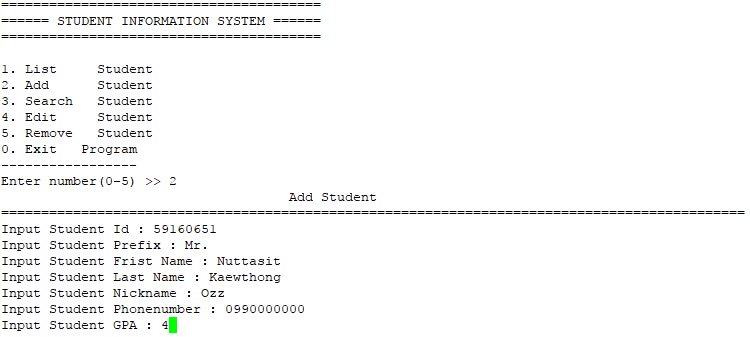 ========================================
====== STUDENT INFORMATION SYSTEM ======
========================================
1. List     Student
2. Add      Student
3. Search   Student
4. Edit     Student
5. Remove   Student
0. Exit   Program
-----------------
Enter number(0-5) >> 2
Add Student
=============================================================================================
Input Student Id : 59160651
Input Student Prefix : Mr.
Input Student Frist Name : Nuttasit
Input Student Last Name : Kaewthong
Input Student Nickname : Ozz
Input Student Phonenumber : 0990000000
Input Student GPA : 4